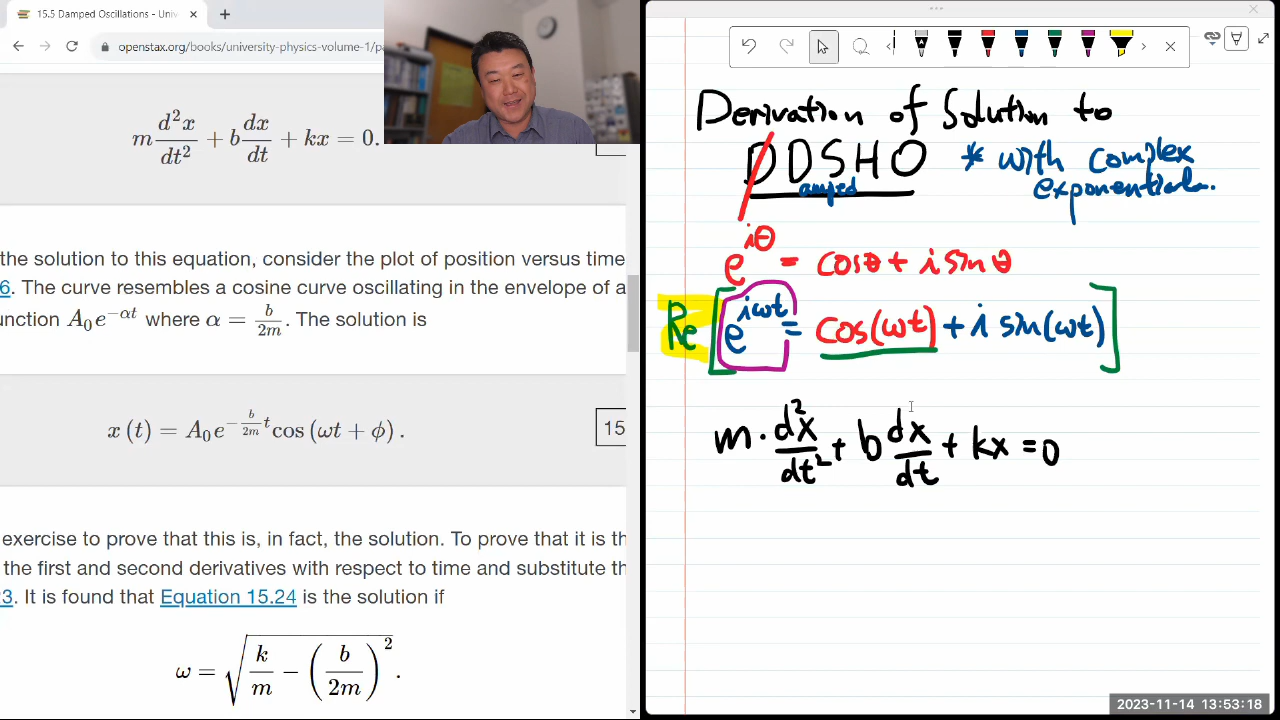 15.5 Damped Oscillations - Univ
openstax.org/books/university-physics-volume-1/pa
m d²x/dt² + b dx/dt + kx = 0.
the solution to this equation, consider the plot of position versus time
6. The curve resembles a cosine curve oscillating in the envelope of a
unction A₀e^{−αt} where α = b/2m. The solution is
x (t) = A₀e^{−(b/2m)t} cos (ωt + ϕ) .
15
exercise to prove that this is, in fact, the solution. To prove that it is th
the first and second derivatives with respect to time and substitute th
3. It is found that Equation 15.24 is the solution if
ω = √(k/m − (b/2m)²).
Derivation of Solution to
DDSHO * with complex
amped exponentials.
e^{iθ} = cosθ + i sin θ
Re [e^{iωt} = cos(ωt) + i sin(ωt)]
m · d²x/dt² + b dx/dt + kx = 0
2023-11-14 13:53:18